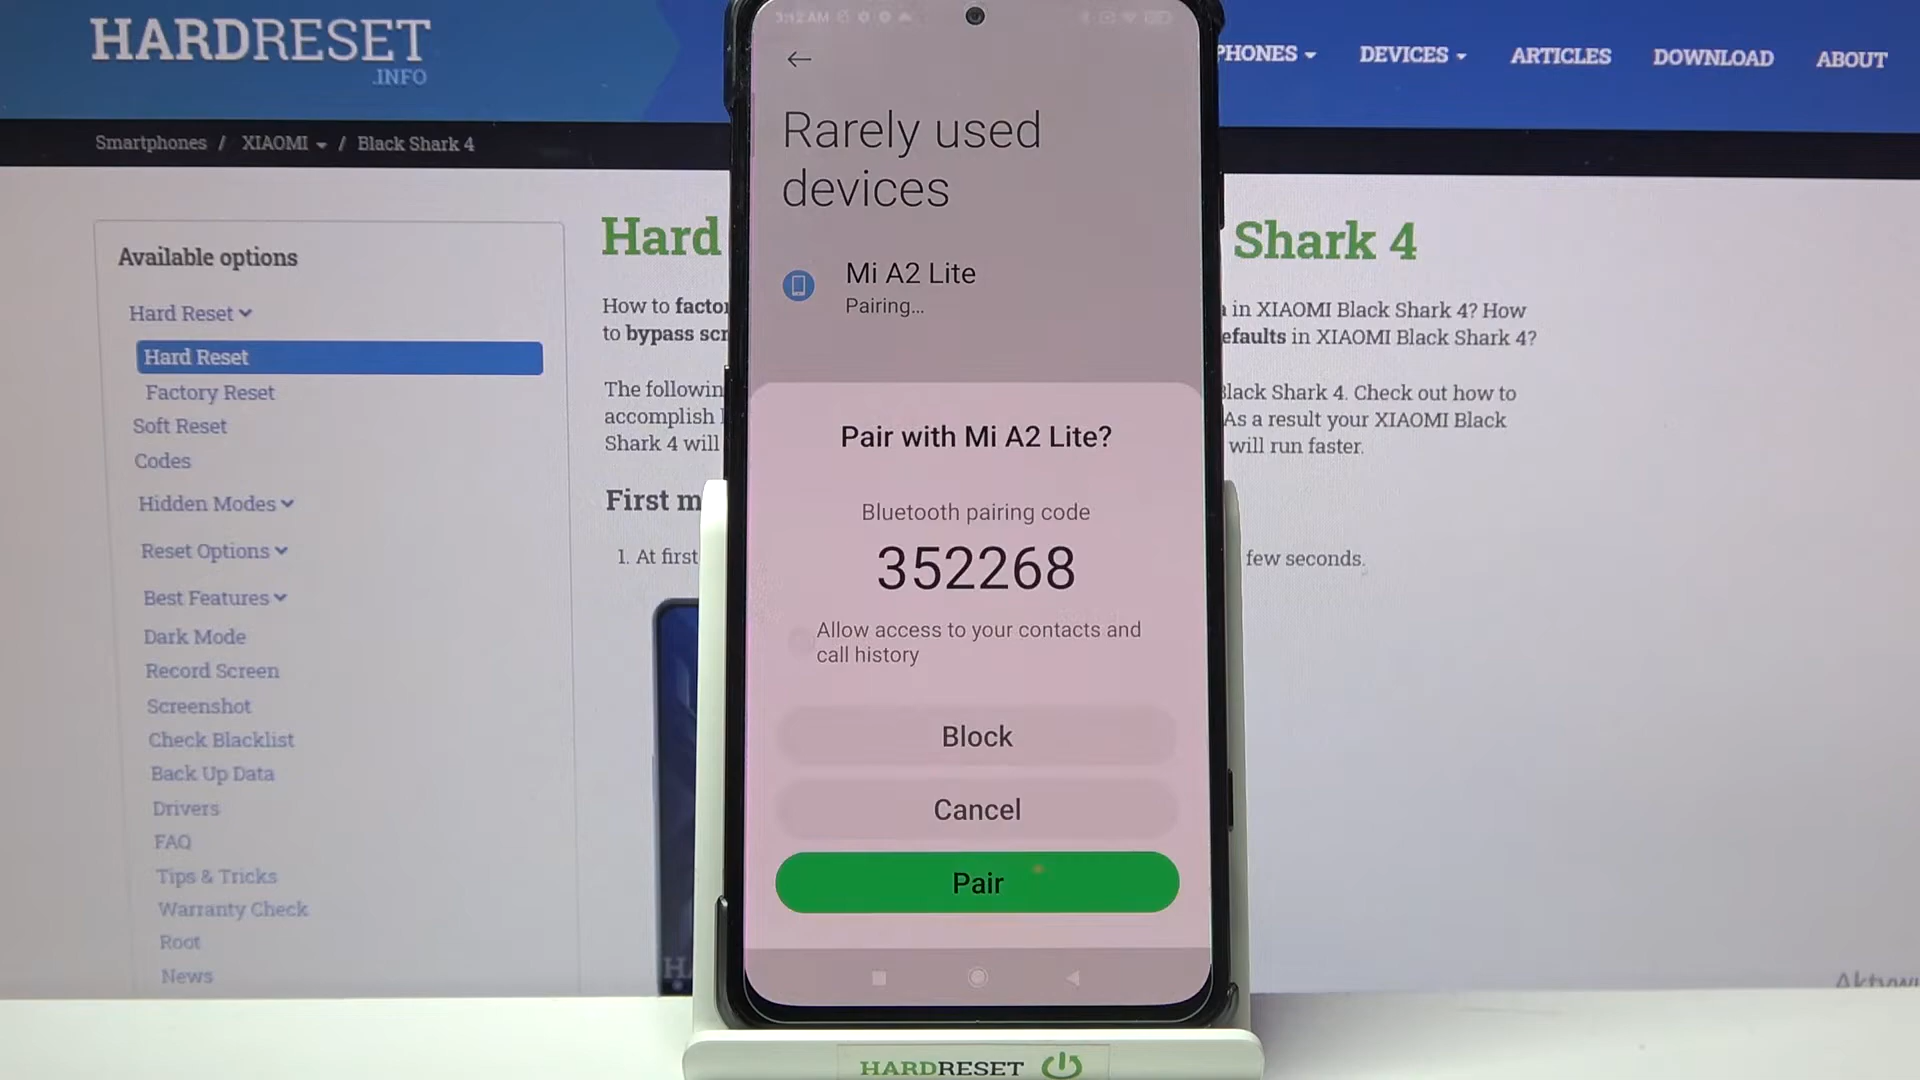 HARDRESET
.INFO
PHONES
DEVICES
ARTICLES
DOWNLOAD
ABOUT
Smartphones / XIAOMI / Black Shark 4
Available options
Hard Reset
Hard Reset
Factory Reset
Soft Reset
Codes
Hidden Modes
Reset Options
Best Features
Dark Mode
Record Screen
Screenshot
Check Blacklist
Back Up Data
Drivers
FAQ
Tips & Tricks
Warranty Check
Root
News
Hard
Shark 4
How to
in XIAOMI Black Shark 4? How
to bypass
in XIAOMI Black Shark 4?
The
Black Shark 4. Check out how to
accomplish
As a result your XIAOMI Black
Shark 4 will
will run faster.
First
1. At first
few seconds.
3:12 AM
Rarely used
devices
Mi A2 Lite
Pairing...
Pair with Mi A2 Lite?
Bluetooth pairing code
352268
Allow access to your contacts and
call history
Block
Cancel
Pair
HARDRESET